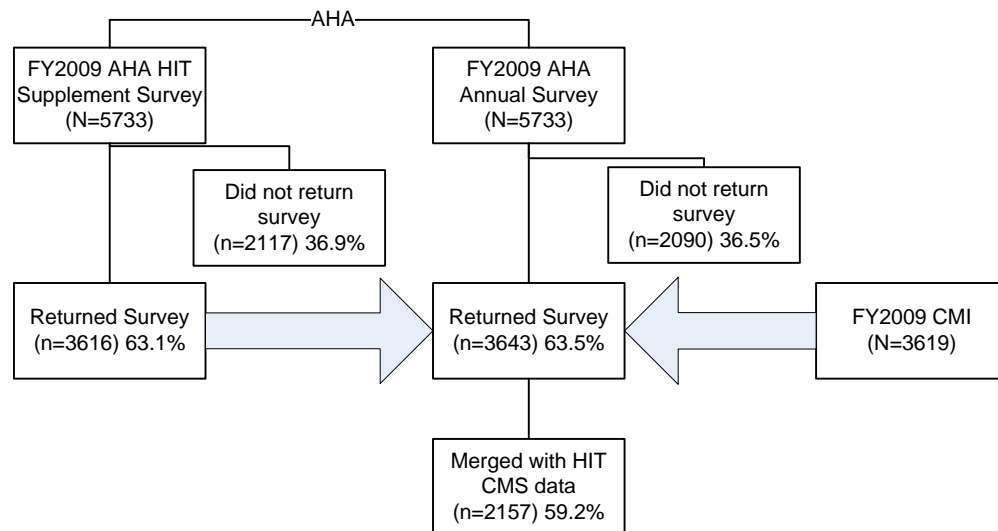 AHA
FY2009 AHA HIT
Supplement Survey
(N=5733)
FY2009 AHA
Annual Survey
(N=5733)
Did not return
survey
(n=2117) 36.9%
Did not return
survey
(n=2090) 36.5%
Returned Survey
(n=3616) 63.1%
Returned Survey
(n=3643) 63.5%
FY2009 CMI
(N=3619)
Merged with HIT
CMS data
(n=2157) 59.2%